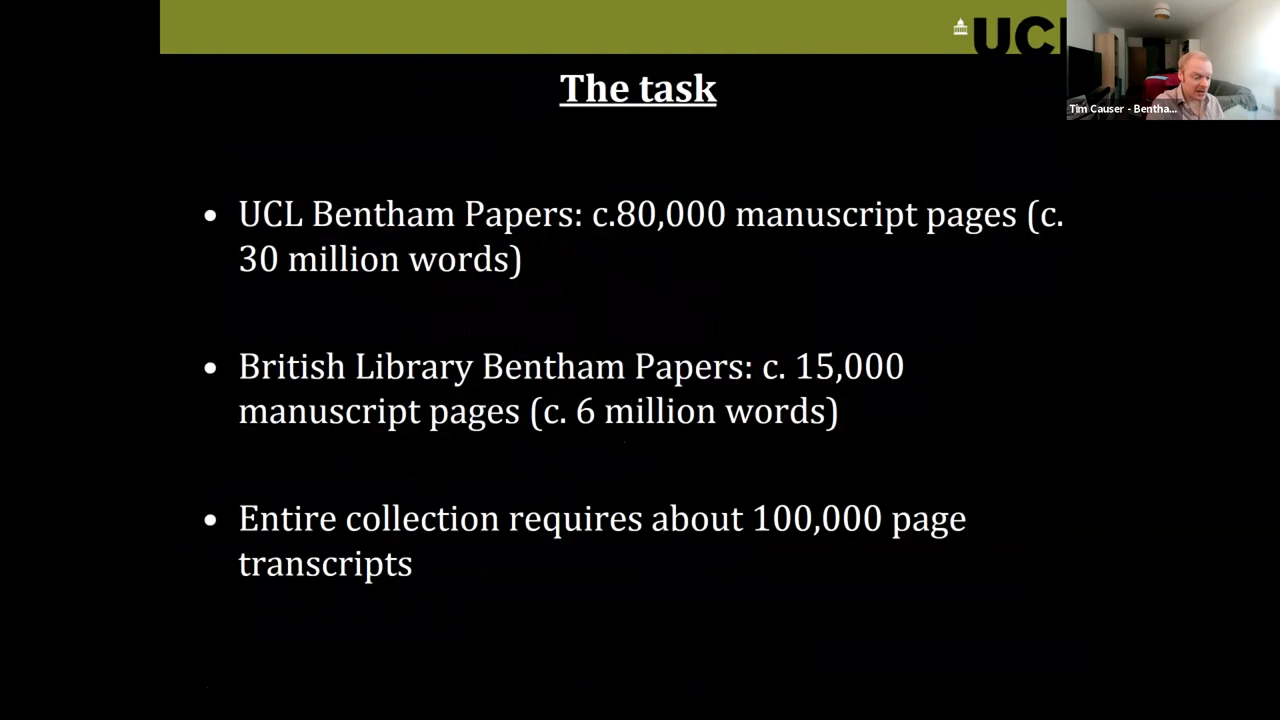 UCL
Tim Causer - Bentha...
The task
• UCL Bentham Papers: c.80,000 manuscript pages (c.
30 million words)
• British Library Bentham Papers: c. 15,000
manuscript pages (c. 6 million words)
• Entire collection requires about 100,000 page
transcripts